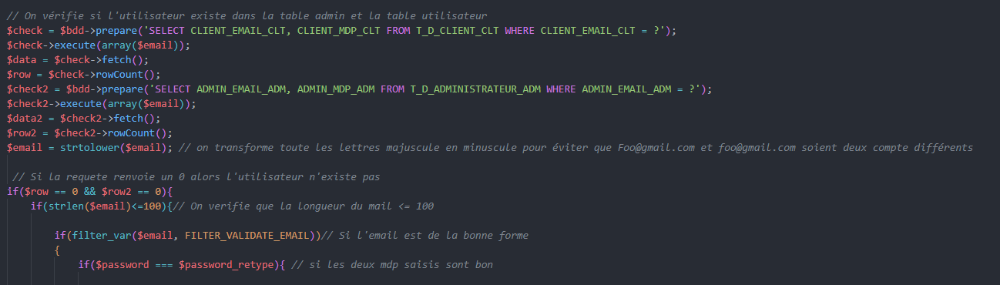 // On vérifie si l'utilisateur existe dans la table admin et la table utilisateur
$check = $bdd->prepare('SELECT CLIENT_EMAIL_CLT, CLIENT_MDP_CLT FROM T_D_CLIENT_CLT WHERE CLIENT_EMAIL_CLT = ?');
$check->execute(array($email));
$data = $check->fetch();
$row = $check->rowCount();
$check2 = $bdd->prepare('SELECT ADMIN_EMAIL_ADM, ADMIN_MDP_ADM FROM T_D_ADMINISTRATEUR_ADM WHERE ADMIN_EMAIL_ADM = ?');
$check2->execute(array($email));
$data2 = $check2->fetch();
$row2 = $check2->rowCount();
$email = strtolower($email); // on transforme toute les lettres majuscule en minuscule pour éviter que Foo@gmail.com et foo@gmail.com soient deux compte différents
// Si la requete renvoie un 0 alors l'utilisateur n'existe pas
if($row == 0 && $row2 == 0){
if(strlen($email)<=100){// On verifie que la longueur du mail <= 100
if(filter_var($email, FILTER_VALIDATE_EMAIL))// Si l'email est de la bonne forme
{
if($password === $password_retype){ // si les deux mdp saisis sont bon